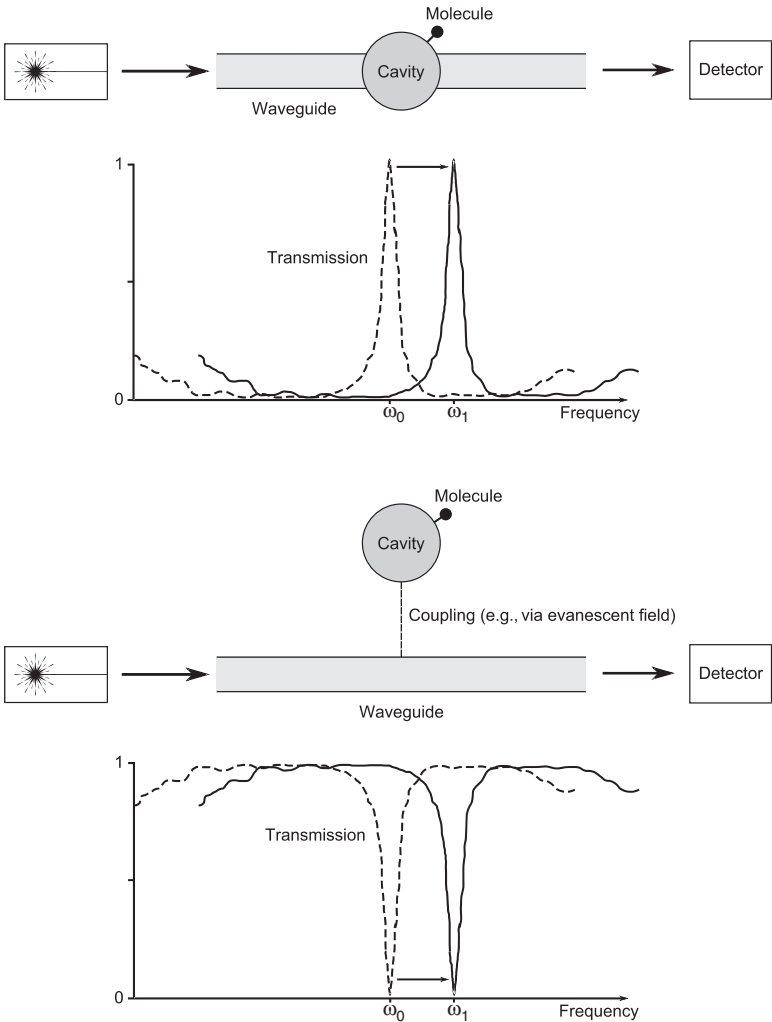 Molecule
Cavity
Detector
Waveguide
1
Transmission
0
ω0 ω1 Frequency
Molecule
Cavity
Coupling (e.g., via evanescent field)
Detector
Waveguide
1
Transmission
0
ω0 ω1 Frequency